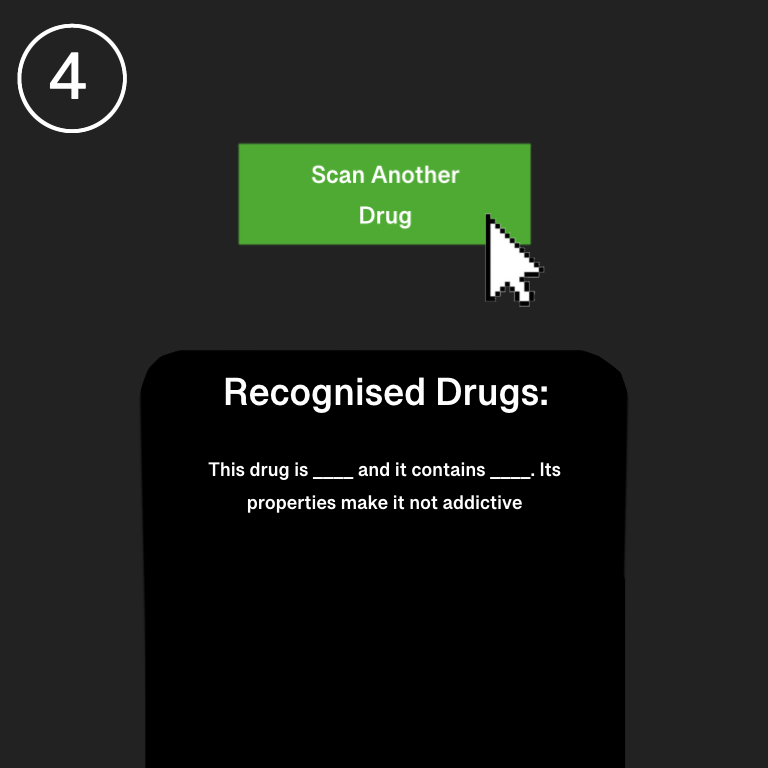 4
Scan Another
Drug
Recognised Drugs:
This drug is ____ and it contains ____. Its
properties make it not addictive